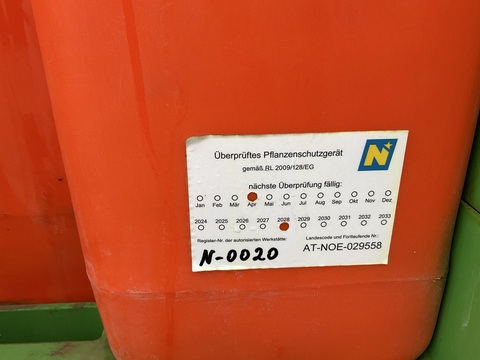 Überprüftes Pflanzenschutzgerät
gemäß RL 2009/128/EG
N
nächste Überprüfung fällig:
Jan Feb Mär Apr Mai Jun Jul Aug Sep Okt Nov Dez
2024 2025 2026 2027 2028 2029 2030 2031 2032 2033
Register-Nr. der autorisierten Werkstätte:
N-0020
Landescode und Fortlaufende Nr.:
AT-NOE-029558